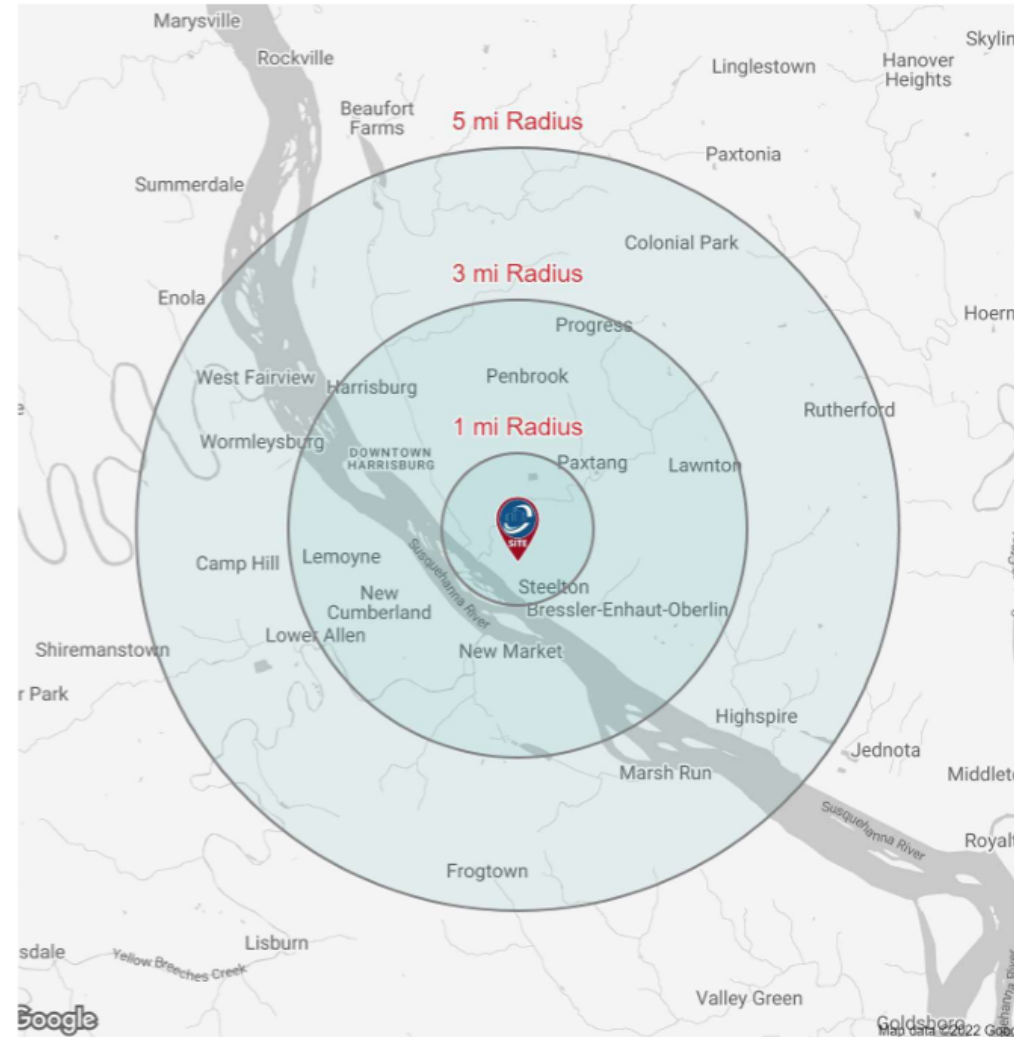 Marysville
Rockville
Skylin
Linglestown
Hanover
Heights
Beaufort
Farms
5 mi Radius
Paxtonia
Summerdale
Colonial Park
3 mi Radius
Enola
Hoern
Progress
West Fairview
Harrisburg
Penbrook
Rutherford
1 mi Radius
Wormleysburg
DOWNTOWN
HARRISBURG
Paxtang
Lawnton
SITE
Camp Hill
Lemoyne
Susquehanna River
Steelton
New
Cumberland
Bressler-Enhaut-Oberlin
Lower Allen
Shiremanstown
New Market
r Park
Highspire
Jednota
Marsh Run
Middlet
Susquehanna River
Royalt
Frogtown
Lisburn
sdale
Yellow Breeches Creek
Valley Green
Goldsboro
uehanna River
Google
Map data ©2022 Goog